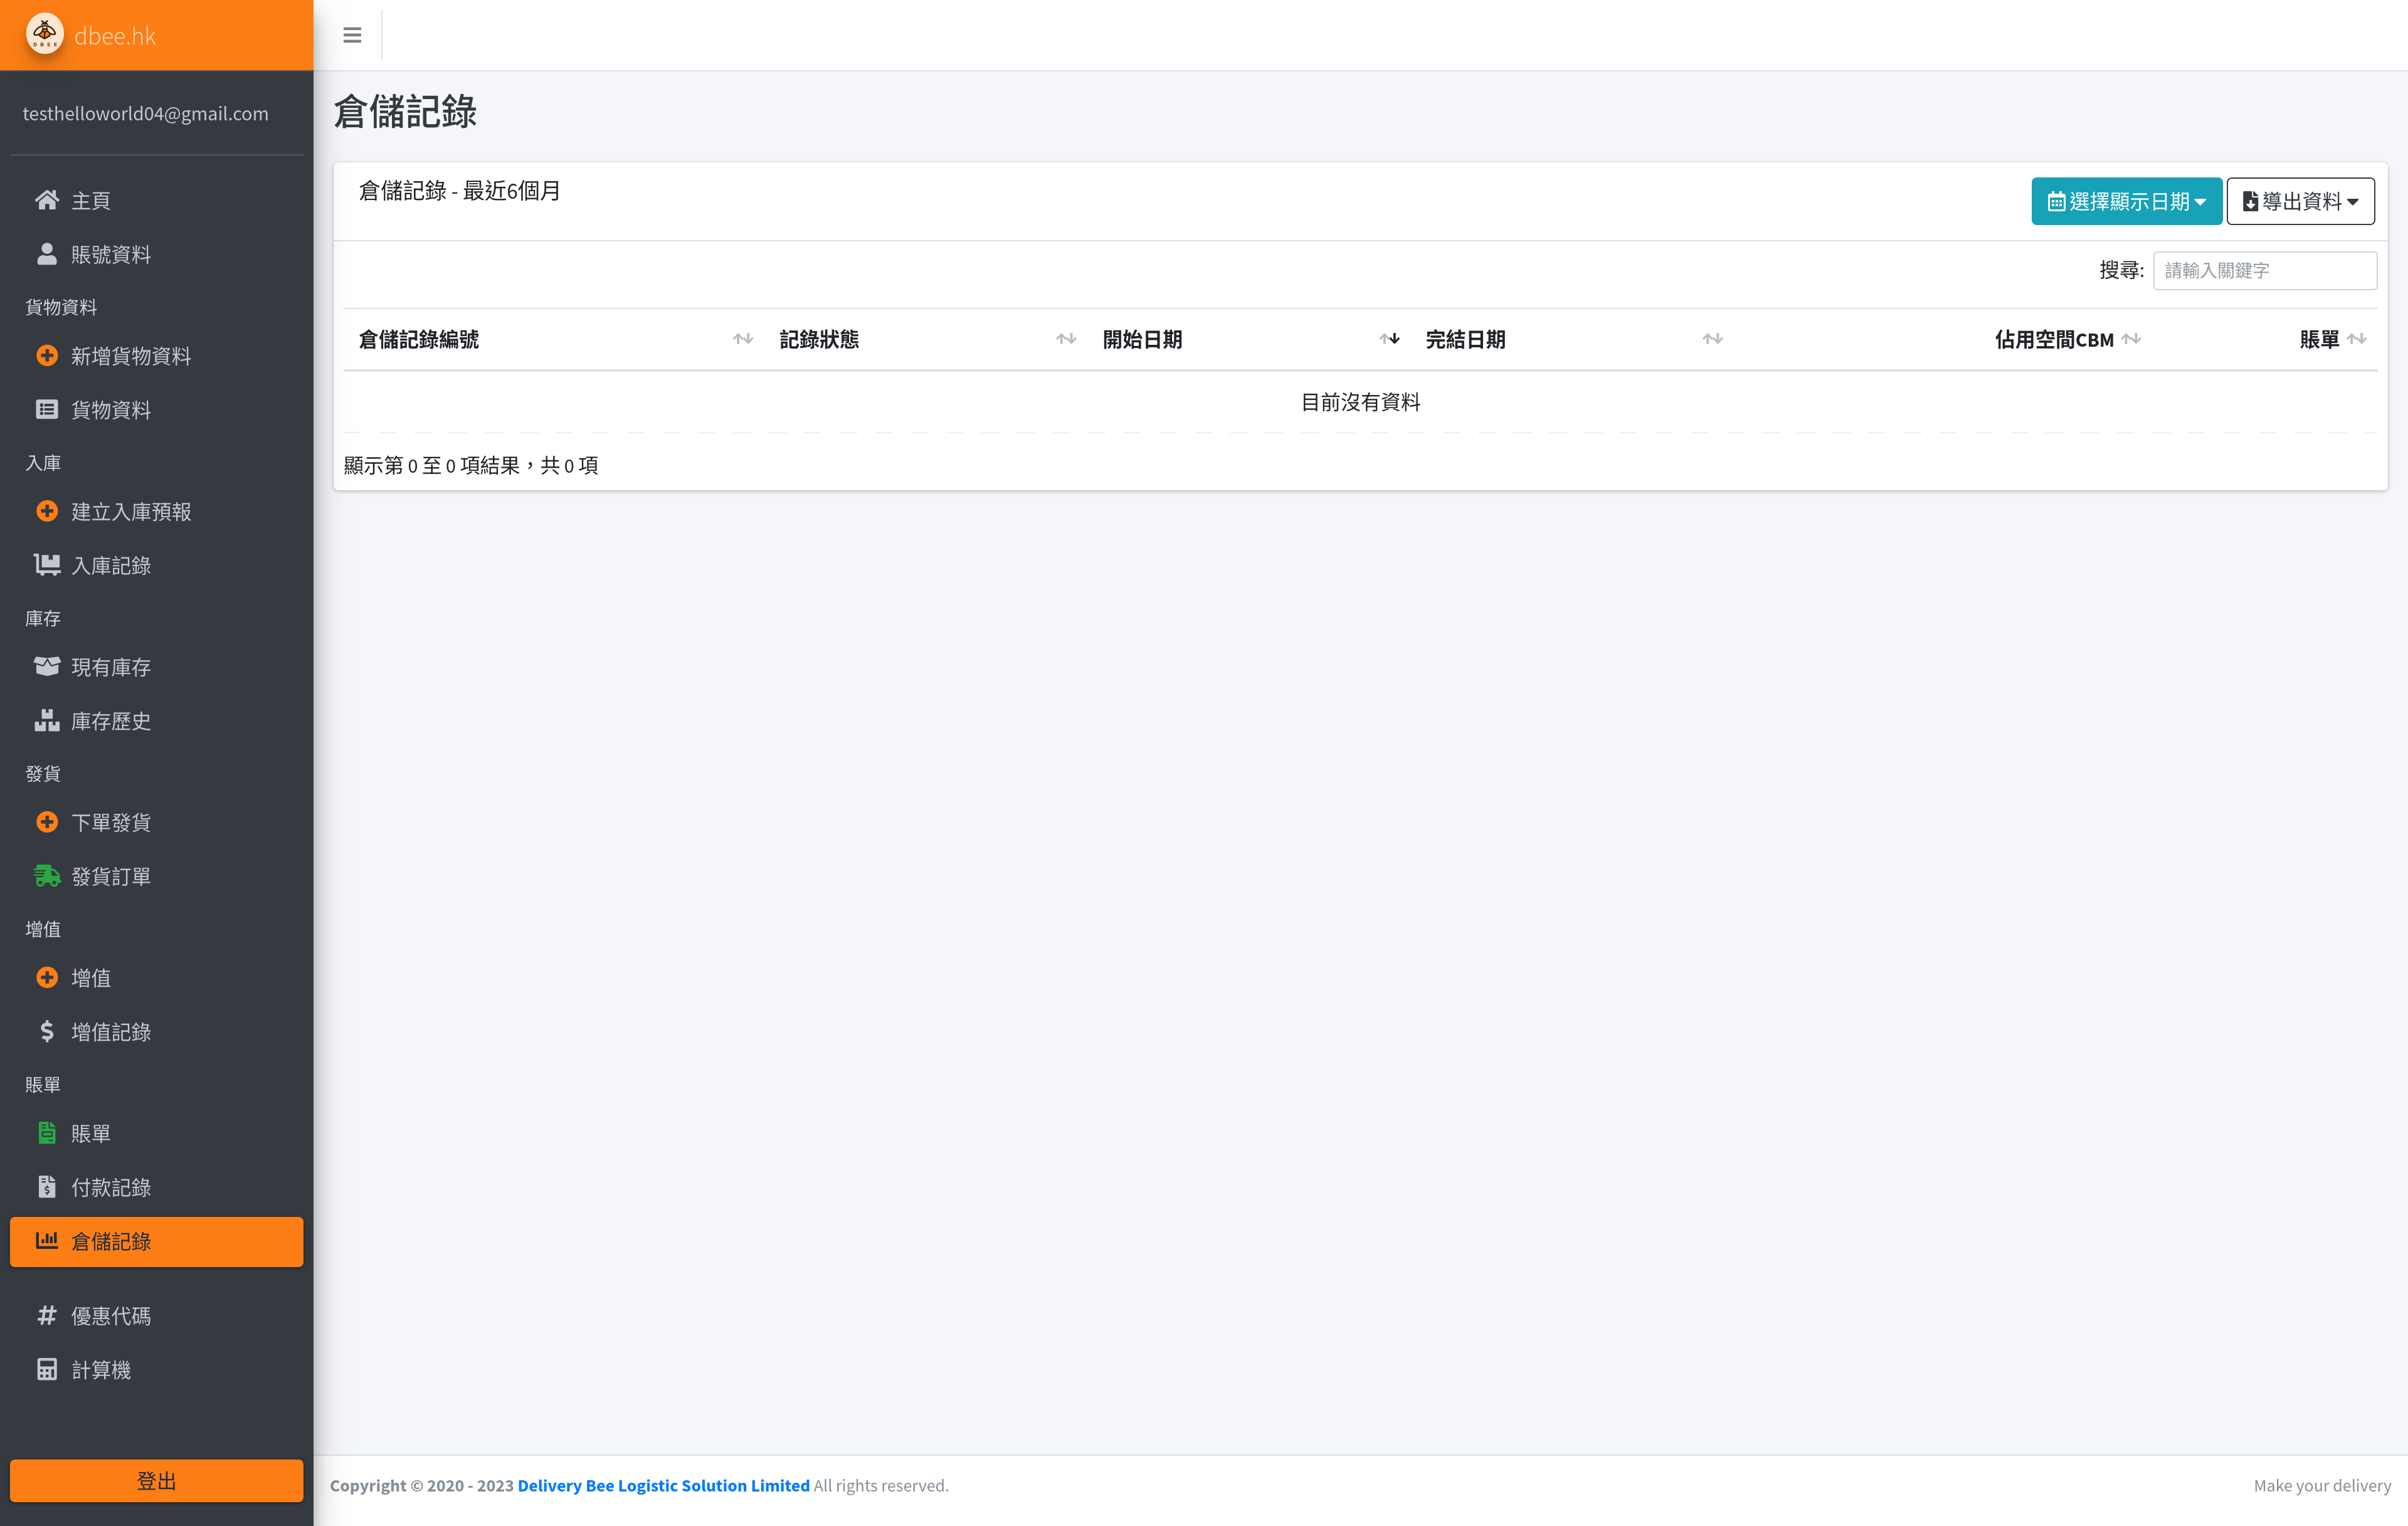 DBEE
dbee.hk
testhelloworld04@gmail.com
主頁
賬號資料
貨物資料
新增貨物資料
貨物資料
入庫
建立入庫預報
入庫記錄
庫存
現有庫存
庫存歷史
發貨
下單發貨
發貨訂單
增值
增值
增值記錄
賬單
賬單
付款記錄
倉儲記錄
優惠代碼
計算機
登出
倉儲記錄
倉儲記錄 - 最近6個月
選擇顯示日期
導出資料
搜尋: 請輸入關鍵字
倉儲記錄編號 記錄狀態 開始日期 完結日期 佔用空間CBM 賬單
目前沒有資料
顯示第 0 至 0 項結果，共 0 項
Copyright © 2020 - 2023 Delivery Bee Logistic Solution Limited All rights reserved.
Make your delivery